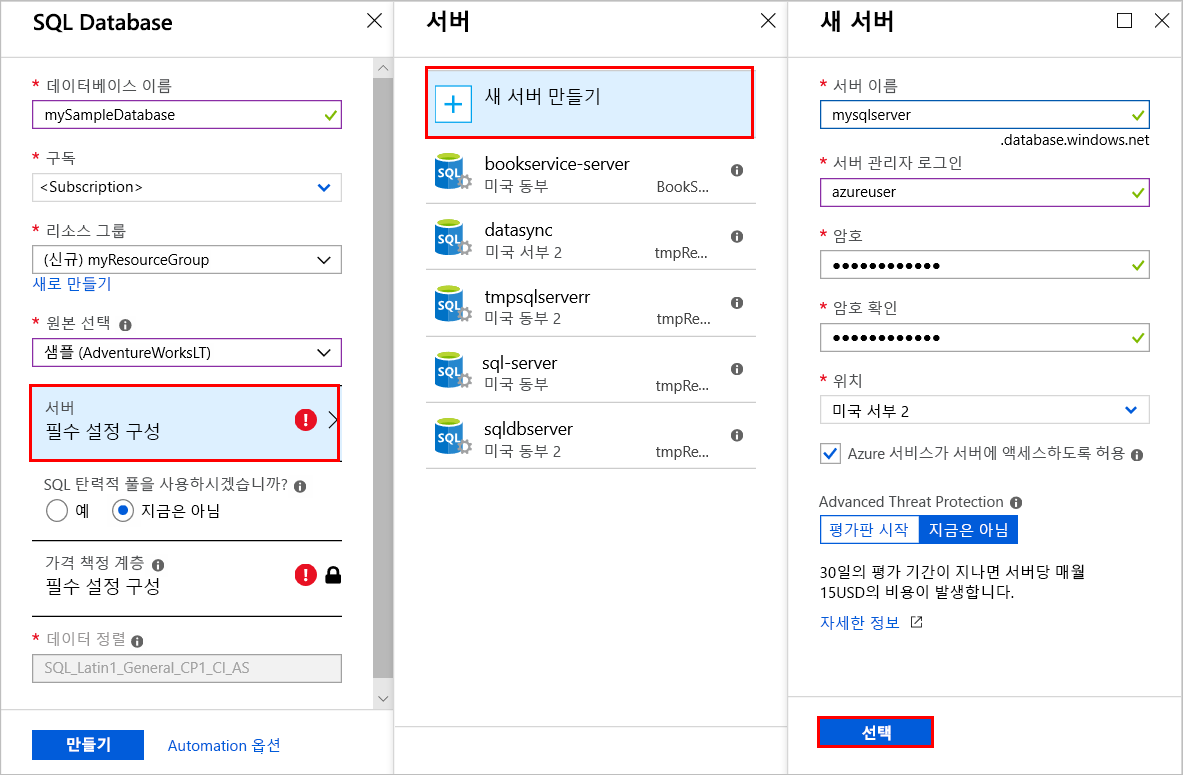 SQL Database
* 데이터베이스 이름
mySampleDatabase
* 구독
<Subscription>
* 리소스 그룹
(신규) myResourceGroup
새로 만들기
* 원본 선택
샘플 (AdventureWorksLT)
서버
필수 설정 구성
SQL 탄력적 풀을 사용하시겠습니까?
예 지금은 아님
가격 책정 계층
필수 설정 구성
* 데이터 정렬
SQL_Latin1_General_CP1_CI_AS
만들기 Automation 옵션
서버
새 서버 만들기
bookservice-server
미국 동부 BookS...
datasync
미국 서부 2 tmpRe...
tmpsqlserverr
미국 동부 2 tmpRe...
sql-server
미국 동부 tmpRe...
sqldbserver
미국 동부 2 tmpRe...
새 서버
* 서버 이름
mysqlserver
.database.windows.net
* 서버 관리자 로그인
azureuser
* 암호
●●●●●●●●●●●●
* 암호 확인
●●●●●●●●●●●●
* 위치
미국 서부 2
Azure 서비스가 서버에 액세스하도록 허용
Advanced Threat Protection
평가판 시작 지금은 아님
30일의 평가 기간이 지나면 서버당 매월
15USD의 비용이 발생합니다.
자세한 정보
선택